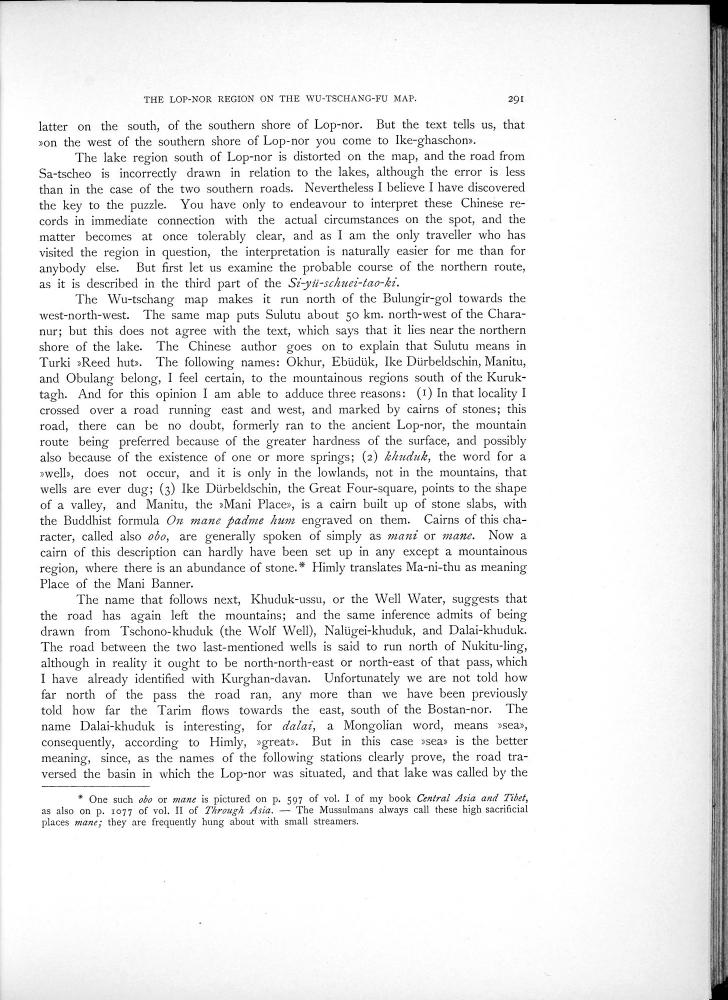 THE LOP-NOR REGION ON THE WU-TSCHANG-FU MAP. 291
latter on the south, of the southern shore of Lop-nor. But the text tells us, that
»on the west of the southern shore of Lop-nor you come to Ike-ghaschon».
The lake region south of Lop-nor is distorted on the map, and the road from
Sa-tscheo is incorrectly drawn in relation to the lakes, although the error is less
than in the case of the two southern roads. Nevertheless I believe I have discovered
the key to the puzzle. You have only to endeavour to interpret these Chinese re-
cords in immediate connection with the actual circumstances on the spot, and the
matter becomes at once tolerably clear, and as I am the only traveller who has
visited the region in question, the interpretation is naturally easier for me than for
anybody else. But first let us examine the probable course of the northern route,
as it is described in the third part of the Si-yü-schuei-tao-ki.
The Wu-tschang map makes it run north of the Bulungir-gol towards the
west-north-west. The same map puts Sulutu about 50 km. north-west of the Chara-
nur; but this does not agree with the text, which says that it lies near the northern
shore of the lake. The Chinese author goes on to explain that Sulutu means in
Turki »Reed hut». The following names: Okhur, Ebüdük, Ike Dürbeldschin, Manitu,
and Obulang belong, I feel certain, to the mountainous regions south of the Kuruk-
tagh. And for this opinion I am able to adduce three reasons: (1) In that locality I
crossed over a road running east and west, and marked by cairns of stones; this
road, there can be no doubt, formerly ran to the ancient Lop-nor, the mountain
route being preferred because of the greater hardness of the surface, and possibly
also because of the existence of one or more springs; (2) khuduk, the word for a
»well», does not occur, and it is only in the lowlands, not in the mountains, that
wells are ever dug; (3) Ike Dürbeldschin, the Great Four-square, points to the shape
of a valley, and Manitu, the »Mani Place», is a cairn built up of stone slabs, with
the Buddhist formula On mane padme hum engraved on them. Cairns of this cha-
racter, called also obo, are generally spoken of simply as mani or mane. Now a
cairn of this description can hardly have been set up in any except a mountainous
region, where there is an abundance of stone.* Himly translates Ma-ni-thu as meaning
Place of the Mani Banner.
The name that follows next, Khuduk-ussu, or the Well Water, suggests that
the road has again left the mountains; and the same inference admits of being
drawn from Tschono-khuduk (the Wolf Well), Nalügei-khuduk, and Dalai-khuduk.
The road between the two last-mentioned wells is said to run north of Nukitu-ling,
although in reality it ought to be north-north-east or north-east of that pass, which
I have already identified with Kurghan-davan. Unfortunately we are not told how
far north of the pass the road ran, any more than we have been previously
told how far the Tarim flows towards the east, south of the Bostan-nor. The
name Dalai-khuduk is interesting, for dalai, a Mongolian word, means »sea»,
consequently, according to Himly, »great». But in this case »sea» is the better
meaning, since, as the names of the following stations clearly prove, the road tra-
versed the basin in which the Lop-nor was situated, and that lake was called by the
* One such obo or mane is pictured on p. 597 of vol. I of my book Central Asia and Tibet,
as also on p. 1077 of vol. II of Through Asia. — The Mussulmans always call these high sacrificial
places mane; they are frequently hung about with small streamers.